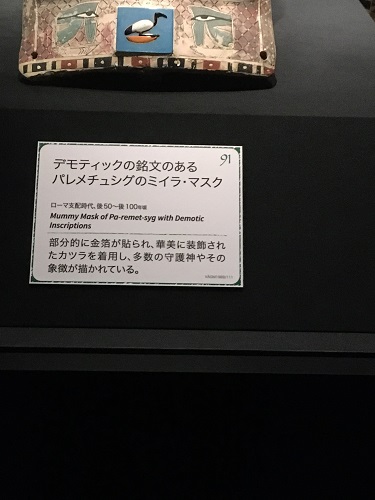 91
デモティックの銘文のある
パレメチュシグのミイラ・マスク
ローマ支配時代、後50～後100年頃
Mummy Mask of Pa-remet-syg with Demotic
Inscriptions
部分的に金箔が貼られ、華美に装飾され
たカツラを着用し、多数の守護神やその
象徴が描かれている。